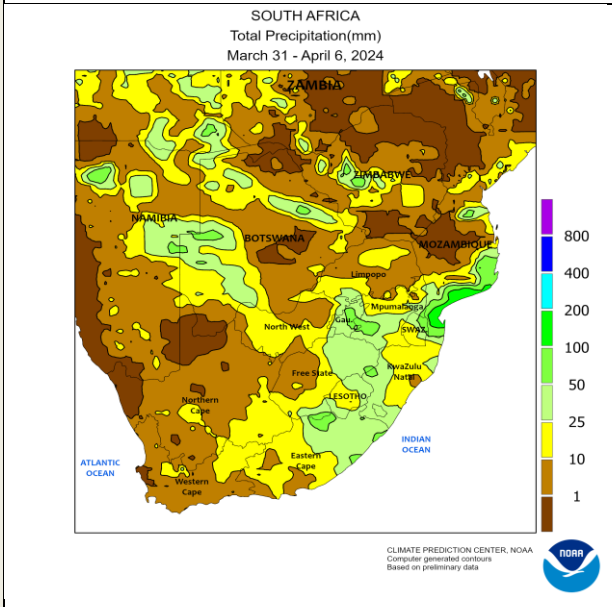 SOUTH AFRICA
Total Precipitation(mm)
March 31 - April 6, 2024
ZAMBIA
ZIMBABWE
NAMIBIA
BOTSWANA
MOZAMBIQUE
Limpopo
Mpumalanga
Gau.
North West
SWAZ.
Free State
KwaZulu
Natal
LESOTHO
Northern
Cape
Eastern
Cape
Western
Cape
ATLANTIC
OCEAN
INDIAN
OCEAN
800
400
200
100
50
25
10
1
CLIMATE PREDICTION CENTER, NOAA
Computer generated contours
Based on preliminary data
NOAA